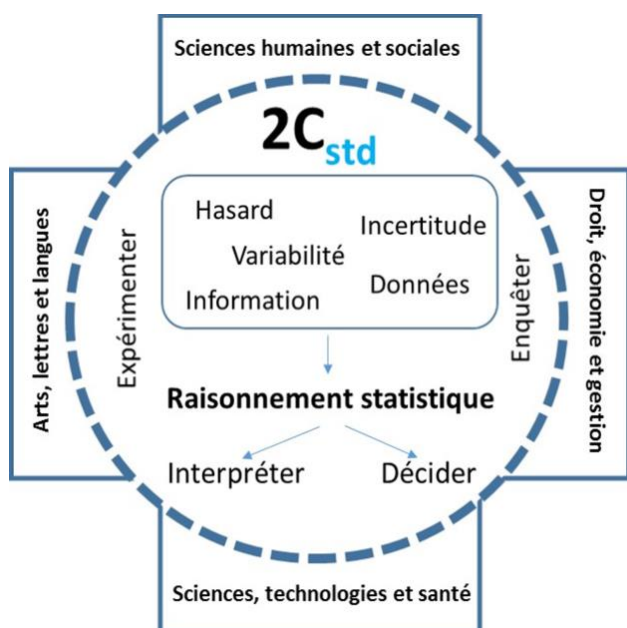 Sciences humaines et sociales
2Cstd
Hasard
Incertitude
Variabilité
Données
Information
Expérimenter
Enquêter
Arts, lettres et langues
Droit, économie et gestion
Raisonnement statistique
Interpréter
Décider
Sciences, technologies et santé